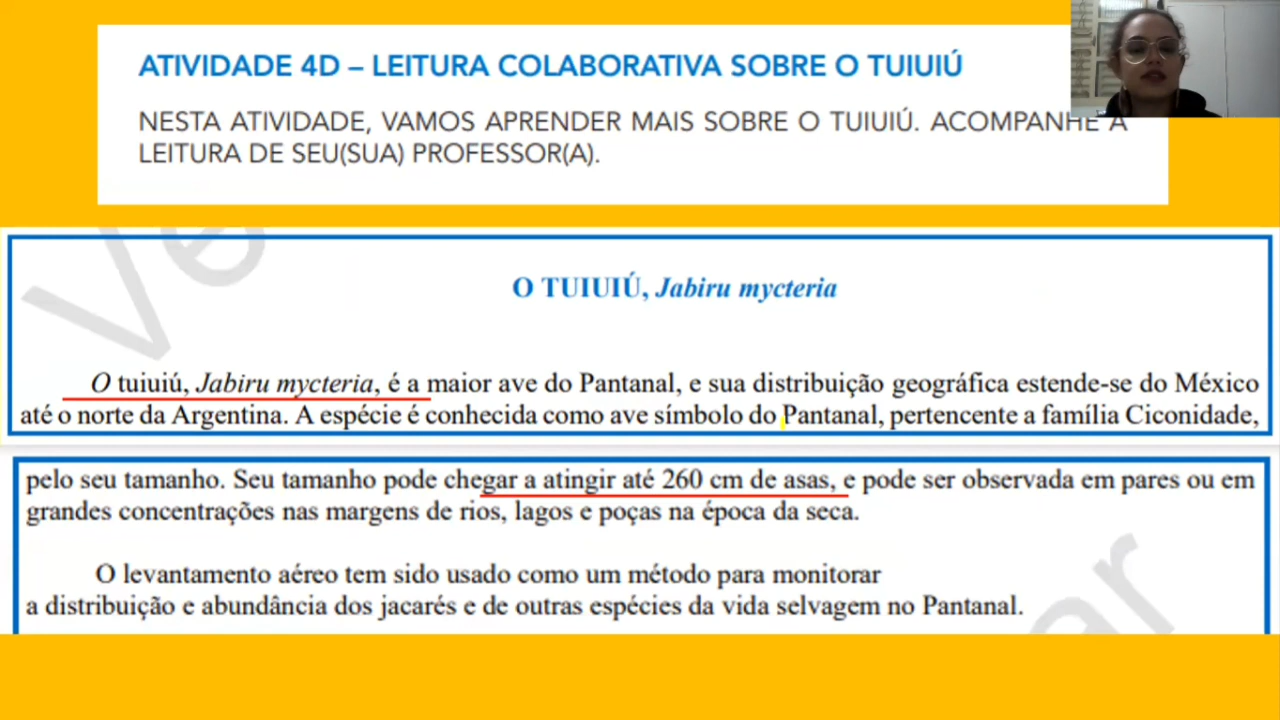 ATIVIDADE 4D – LEITURA COLABORATIVA SOBRE O TUIUIÚ
NESTA ATIVIDADE, VAMOS APRENDER MAIS SOBRE O TUIUIÚ. ACOMPANHE A
LEITURA DE SEU(SUA) PROFESSOR(A).
O TUIUIÚ, Jabiru mycteria
O tuiuiú, Jabiru mycteria, é a maior ave do Pantanal, e sua distribuição geográfica estende-se do México
até o norte da Argentina. A espécie é conhecida como ave símbolo do Pantanal, pertencente a família Ciconidade,
pelo seu tamanho. Seu tamanho pode chegar a atingir até 260 cm de asas, e pode ser observada em pares ou em
grandes concentrações nas margens de rios, lagos e poças na época da seca.
O levantamento aéreo tem sido usado como um método para monitorar
a distribuição e abundância dos jacarés e de outras espécies da vida selvagem no Pantanal.